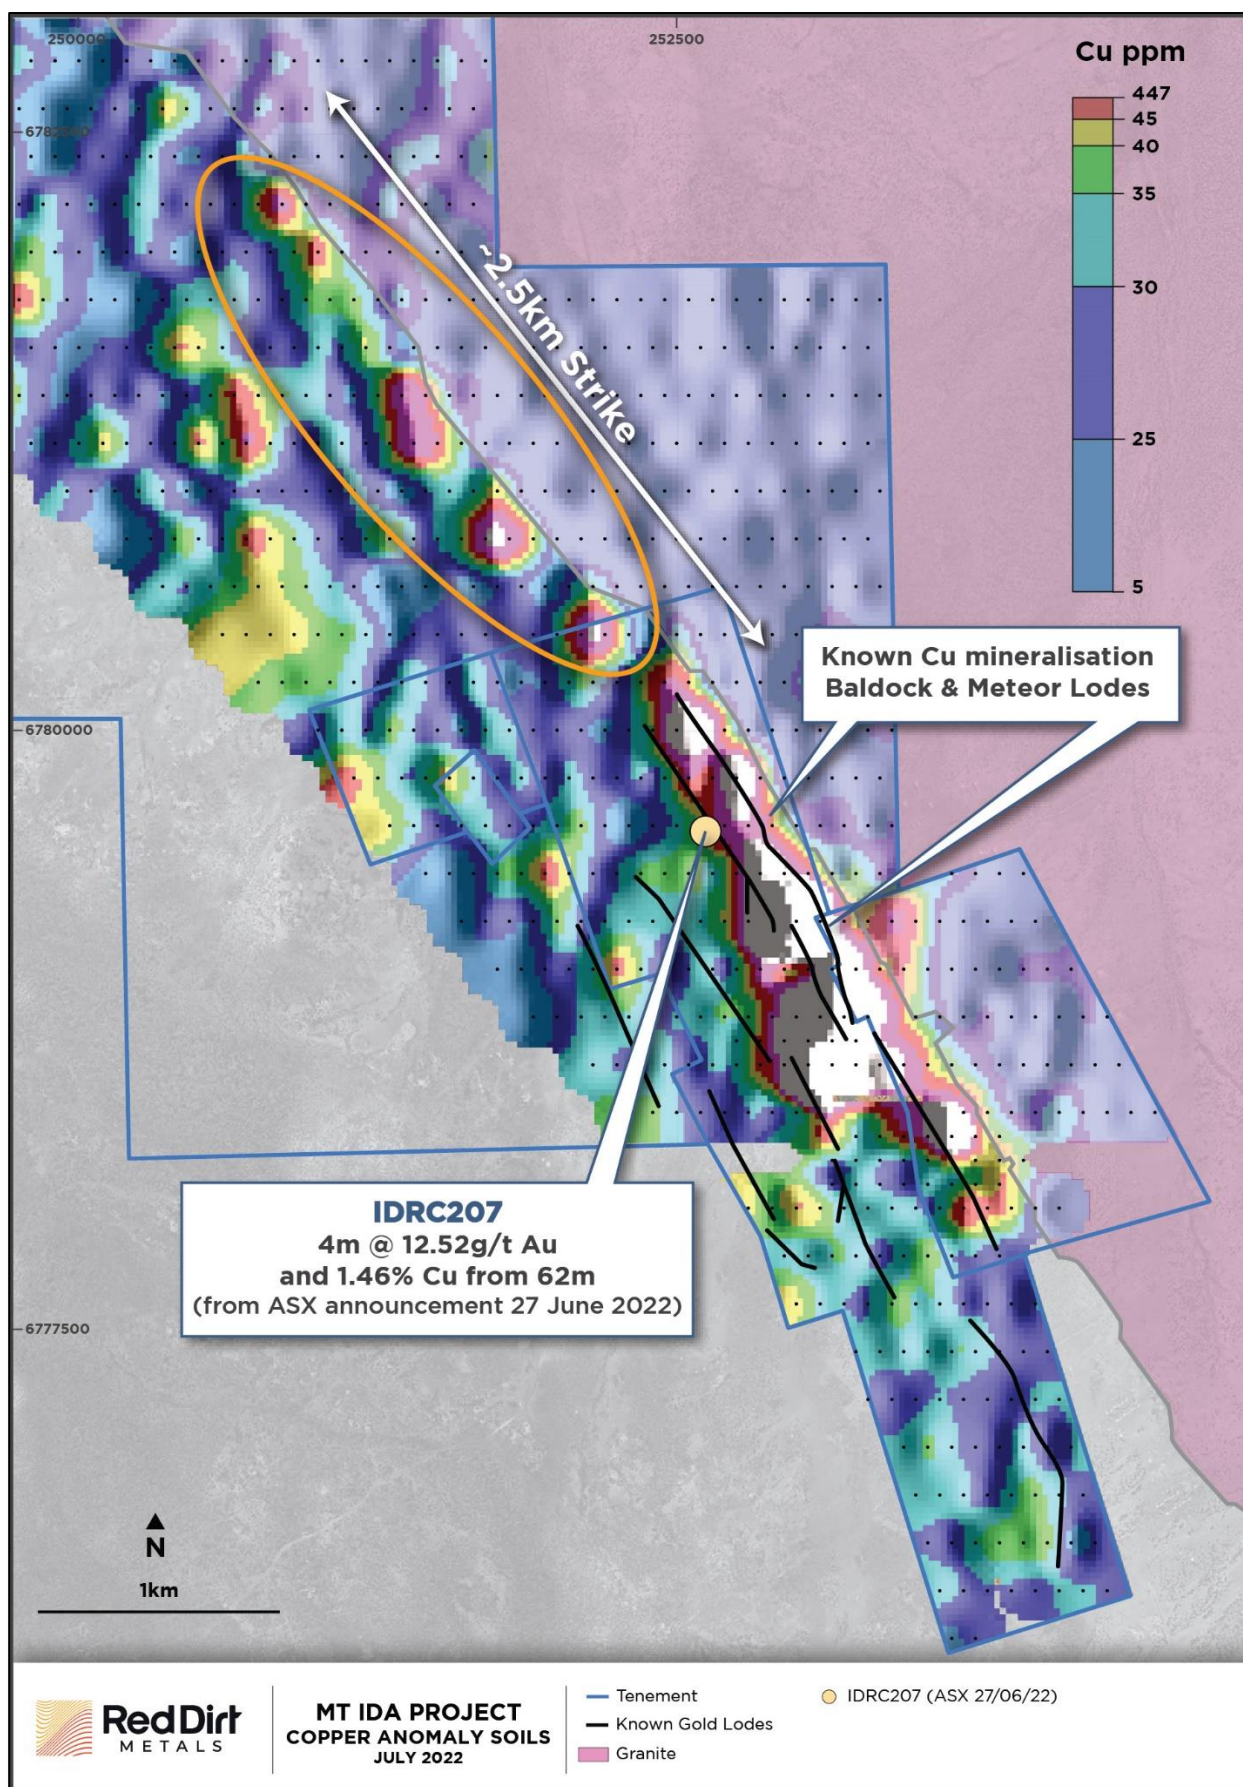 250000
252500
Cu ppm
447
45
40
35
30
25
5
~2.5km Strike
Known Cu mineralisation
Baldock & Meteor Lodes
6780000
IDRC207
4m @ 12.52g/t Au
and 1.46% Cu from 62m
(from ASX announcement 27 June 2022)
6777500
N
1km
RedDirt
METALS
MT IDA PROJECT
COPPER ANOMALY SOILS
JULY 2022
Tenement
Known Gold Lodes
Granite
IDRC207 (ASX 27/06/22)